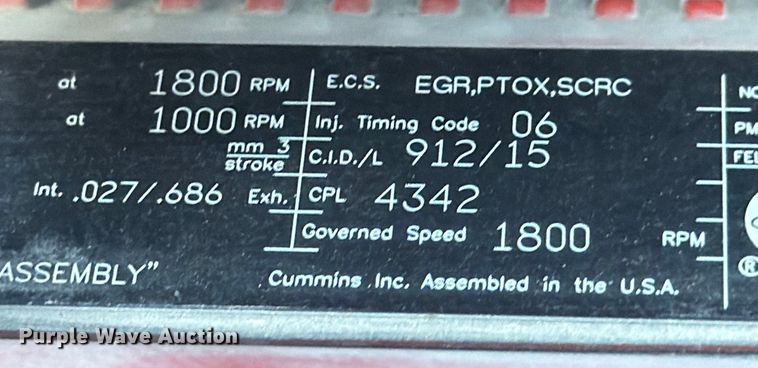 at 1800 RPM E.C.S. EGR,PTOX,SCRC
at 1000 RPM Inj. Timing Code 06
mm 3
stroke C.I.D./L 912/15
Int. .027/.686 Exh. CPL 4342
Governed Speed 1800 RPM
ASSEMBLY" Cummins Inc. Assembled in the U.S.A. ®
Purple Wave Auction